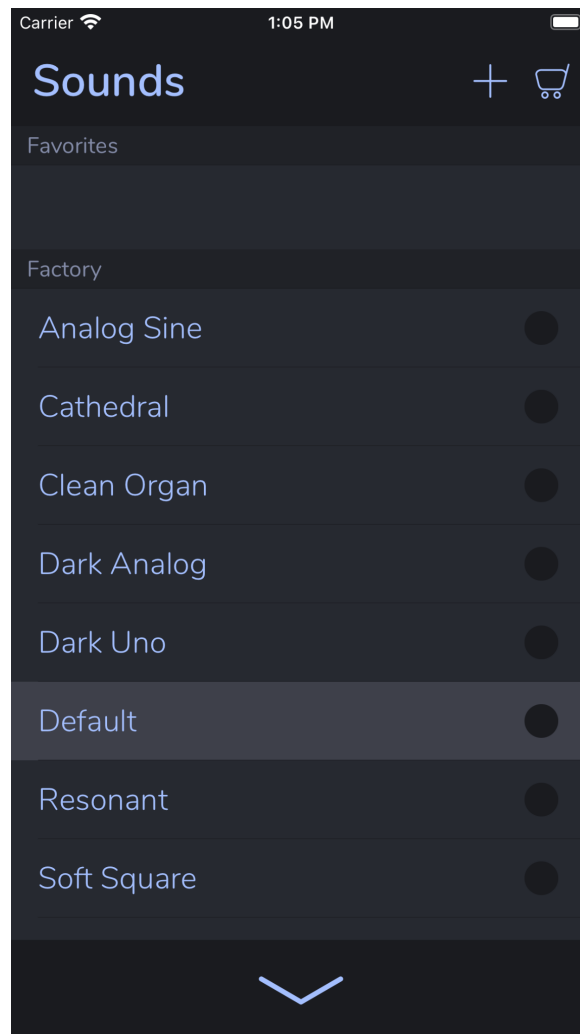 Carrier
1:05 PM
Sounds
Favorites
Factory
Analog Sine
Cathedral
Clean Organ
Dark Analog
Dark Uno
Default
Resonant
Soft Square